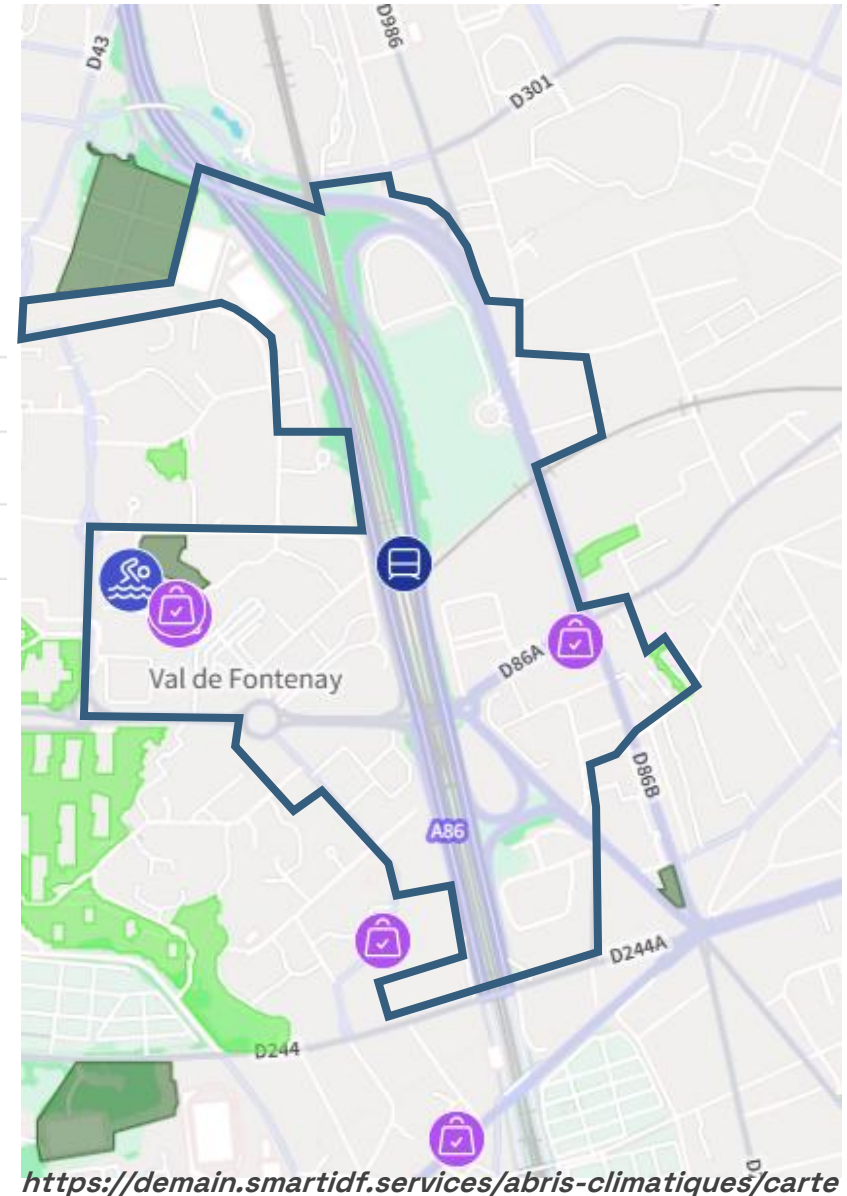 D43
D986
D301
Val de Fontenay
D86A
D86B
A86
D244A
D244
https://demain.smartidf.services/abris-climatiques/carte